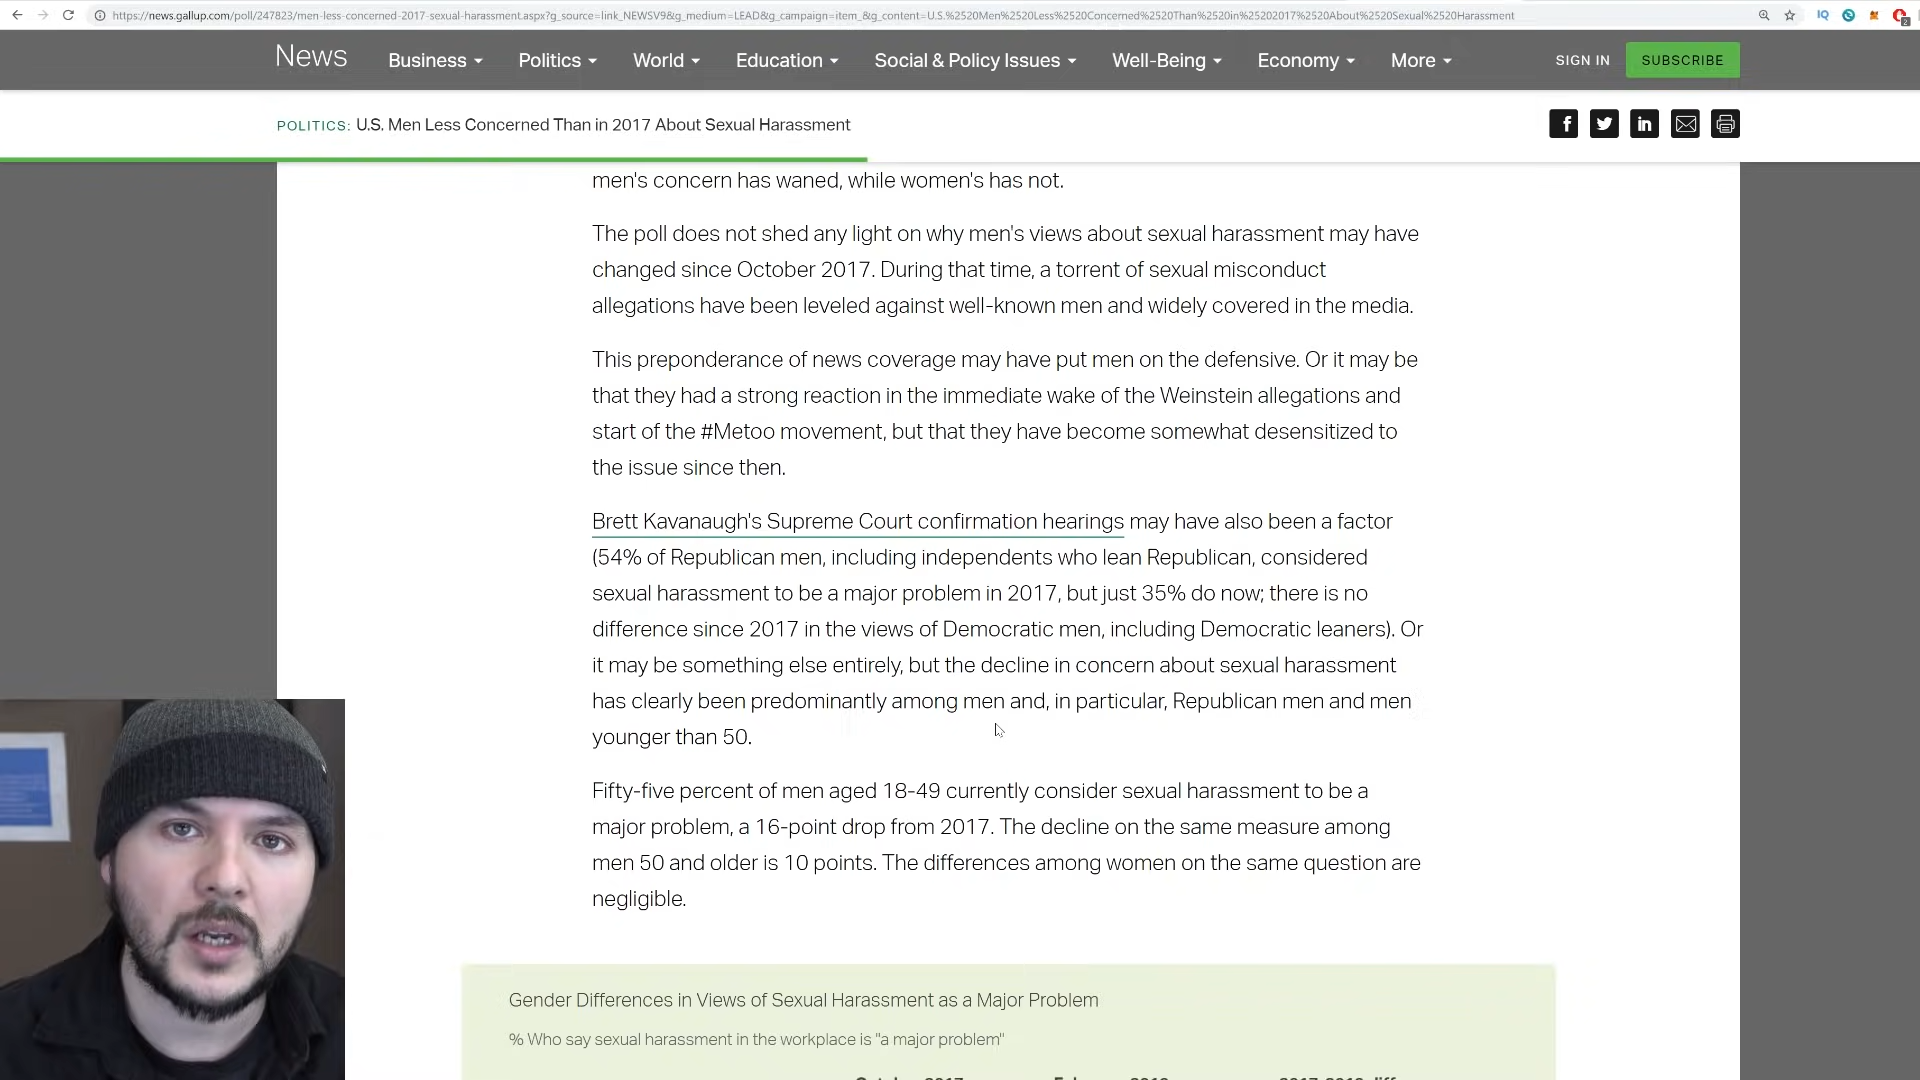 https://news.gallup.com/poll/247823/men-less-concerned-2017-sexual-harassment.aspx?g_source=link_NEWSV9&g_medium=LEAD&g_campaign=item_&g_content=U.S.%2520Men%2520Less%2520Concerned%2520Than%2520in%25202017%2520About%2520Sexual%2520Harassment
News Business Politics World Education Social & Policy Issues Well-Being Economy More SIGN IN SUBSCRIBE
POLITICS: U.S. Men Less Concerned Than in 2017 About Sexual Harassment
men's concern has waned, while women's has not.
The poll does not shed any light on why men's views about sexual harassment may have
changed since October 2017. During that time, a torrent of sexual misconduct
allegations have been leveled against well-known men and widely covered in the media.
This preponderance of news coverage may have put men on the defensive. Or it may be
that they had a strong reaction in the immediate wake of the Weinstein allegations and
start of the #Metoo movement, but that they have become somewhat desensitized to
the issue since then.
Brett Kavanaugh's Supreme Court confirmation hearings may have also been a factor
(54% of Republican men, including independents who lean Republican, considered
sexual harassment to be a major problem in 2017, but just 35% do now; there is no
difference since 2017 in the views of Democratic men, including Democratic leaners). Or
it may be something else entirely, but the decline in concern about sexual harassment
has clearly been predominantly among men and, in particular, Republican men and men
younger than 50.
Fifty-five percent of men aged 18-49 currently consider sexual harassment to be a
major problem, a 16-point drop from 2017. The decline on the same measure among
men 50 and older is 10 points. The differences among women on the same question are
negligible.
Gender Differences in Views of Sexual Harassment as a Major Problem
% Who say sexual harassment in the workplace is "a major problem"